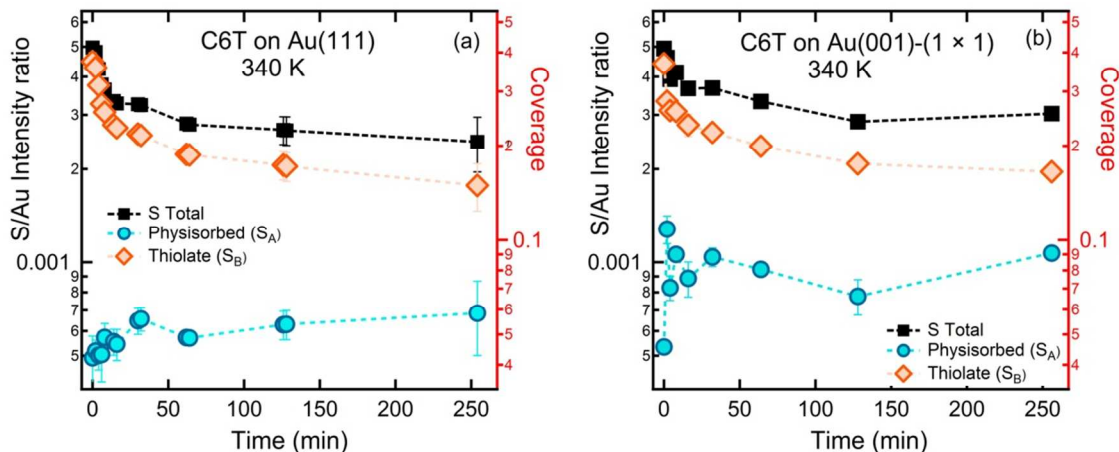 C6T on Au(111)
340 K
(a)
S/Au Intensity ratio
6
5
4
3
2
0.001
9
8
7
6
5
S Total
Physisorbed (S_A)
Thiolate (S_B)
5
4
3
2
0.1
9
8
7
6
5
4
Coverage
0 50 100 150 200 250
Time (min)
C6T on Au(001)-(1 × 1)
340 K
(b)
S/Au Intensity ratio
6
5
4
3
2
0.001
9
8
7
6
5
S Total
Physisorbed (S_A)
Thiolate (S_B)
5
4
3
2
0.1
9
8
7
6
5
4
Coverage
0 50 100 150 200 250
Time (min)